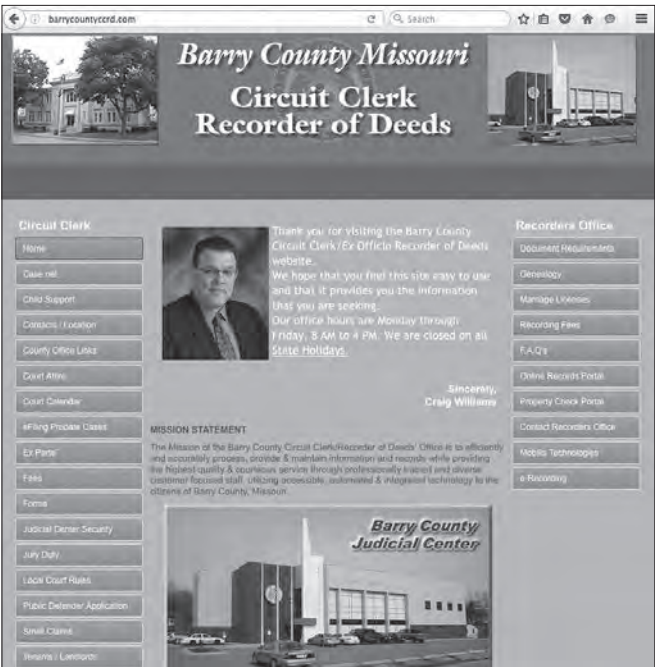 barrycountyccrd.com
Search
Barry County Missouri
Circuit Clerk
Recorder of Deeds
Circuit Clerk
Home
Case net
Child Support
Contacts / Location
County Office Links
Court Attire
Court Calendar
eFiling Probate Cases
Ex Parte
Fees
Forms
Judicial Center Security
Jury Duty
Local Court Rules
Public Defender Application
Small Claims
Tenants / Landlords
Thank you for visiting the Barry County
Circuit Clerk/Ex Officio Recorder of Deeds
website.
We hope that you find this site easy to use
and that it provides you the information
that you are seeking.
Our office hours are Monday through
Friday, 8 AM to 4 PM. We are closed on all
State Holidays.
Sincerely,
Craig Williams
MISSION STATEMENT
The Mission of the Barry County Circuit Clerk/Recorder of Deeds' Office is to efficiently
and accurately process, provide & maintain information and records while providing
the highest quality & courteous service through professionally trained and diverse
customer focused staff, utilizing accessible, automated & integrated technology to the
citizens of Barry County, Missouri.
Barry County
Judicial Center
Recorders Office
Document Requirements
Geneology
Marriage Licenses
Recording Fees
F.A.Q's
Online Records Portal
Property Check Portal
Contact Recorders Office
Mobilis Technologies
e-Recording